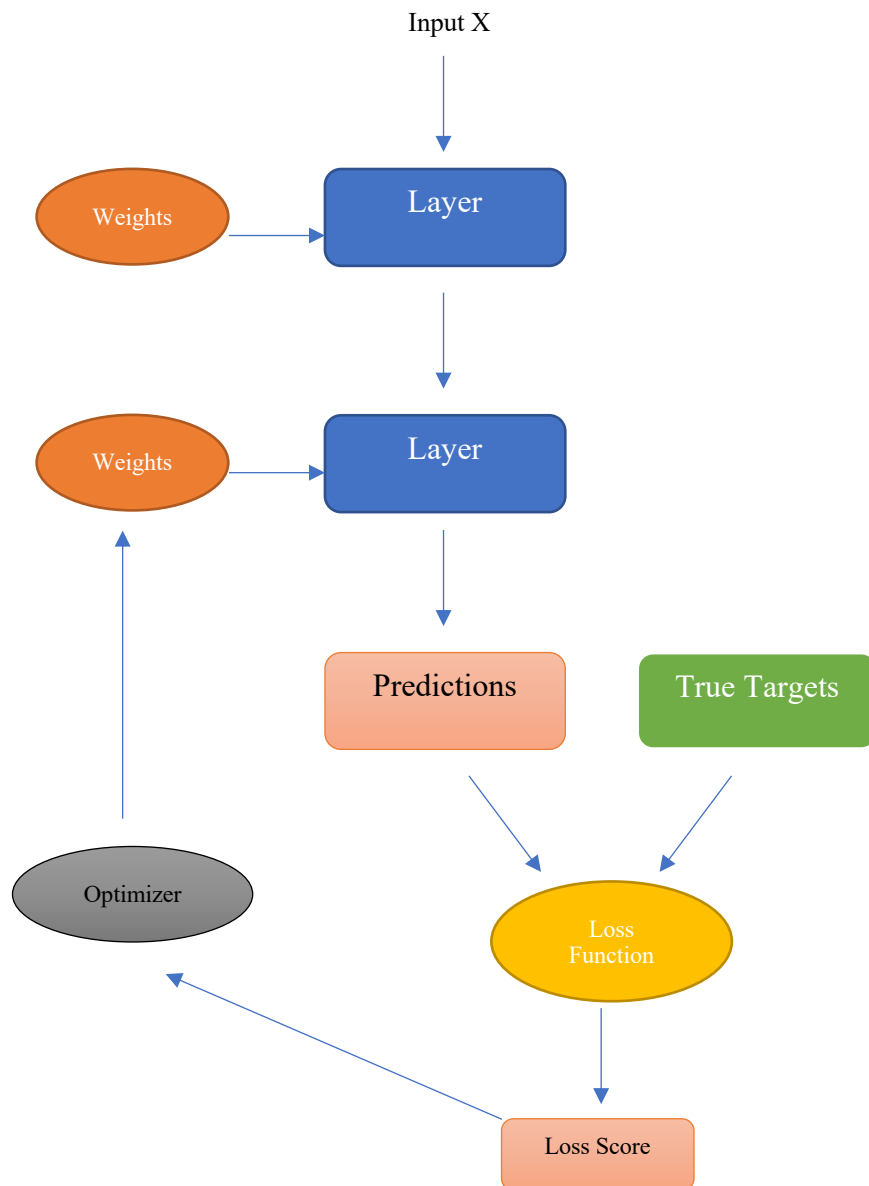 Input X
Weights
Layer
Weights
Layer
Predictions
True Targets
Optimizer
Loss
Function
Loss Score